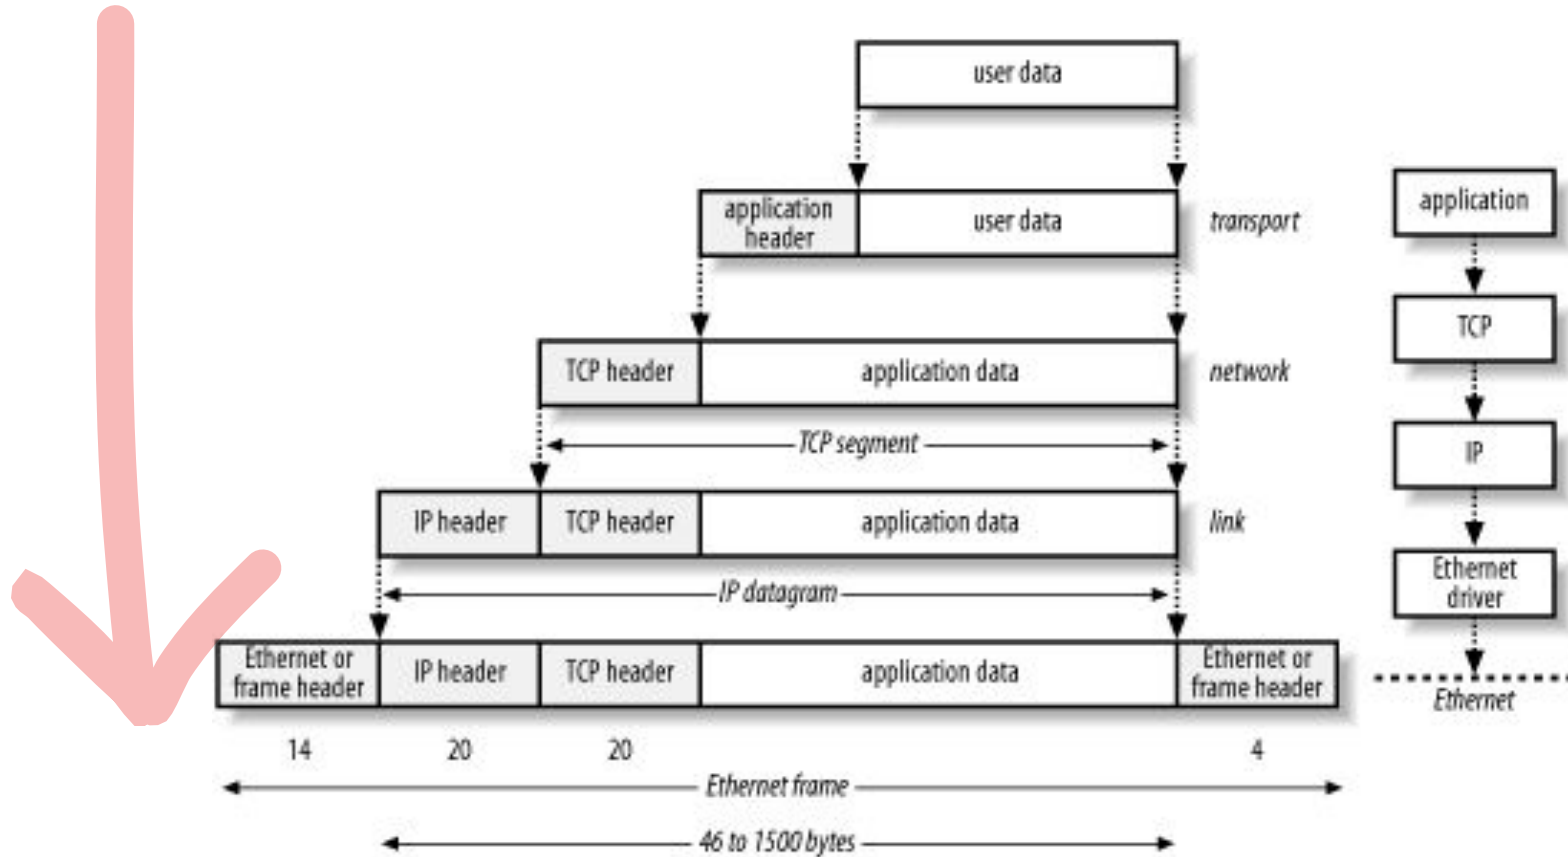 user data
application
header
user data
transport
application
TCP header
application data
network
TCP
TCP segment
IP header
TCP header
application data
link
IP
IP datagram
Ethernet
driver
Ethernet or
frame header
IP header
TCP header
application data
Ethernet or
frame header
Ethernet
14
20
20
4
Ethernet frame
46 to 1500 bytes